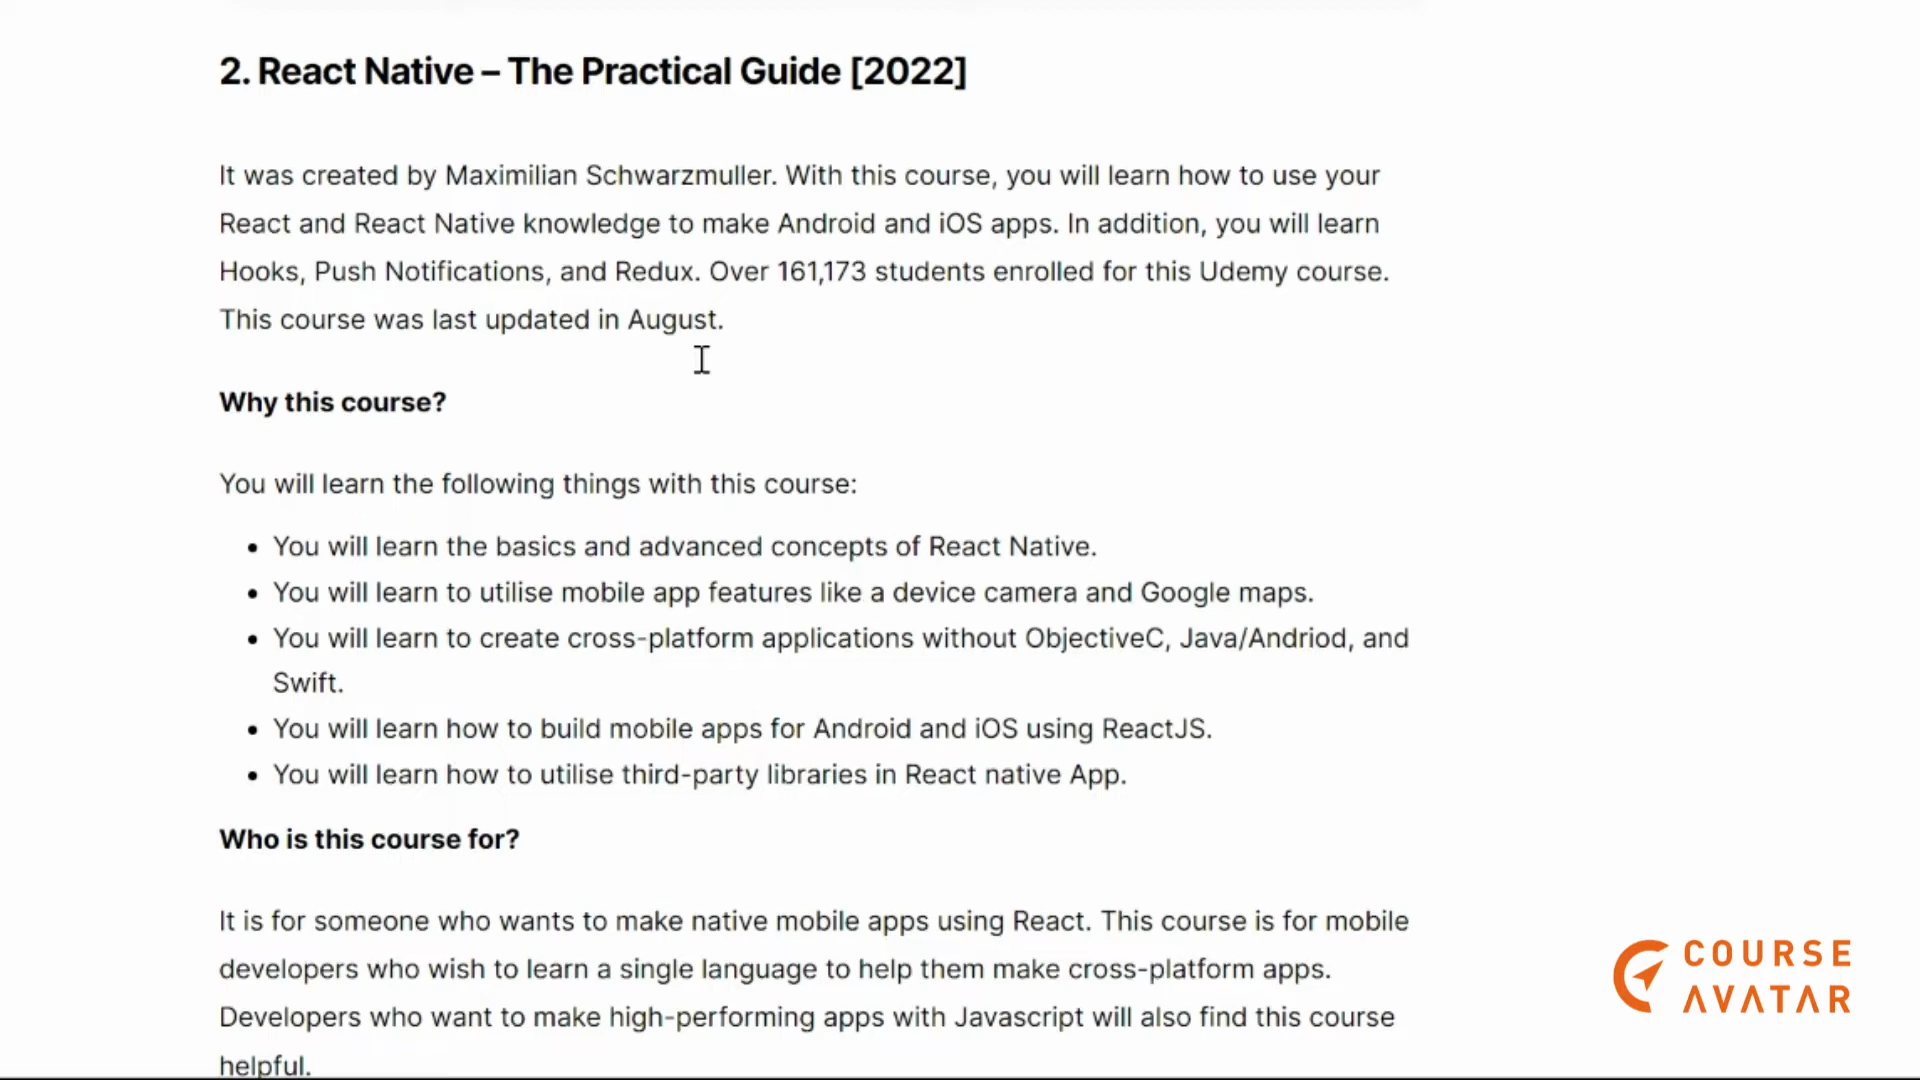 2. React Native – The Practical Guide [2022]
It was created by Maximilian Schwarzmuller. With this course, you will learn how to use your
React and React Native knowledge to make Android and iOS apps. In addition, you will learn
Hooks, Push Notifications, and Redux. Over 161,173 students enrolled for this Udemy course.
This course was last updated in August.
Why this course?
You will learn the following things with this course:
• You will learn the basics and advanced concepts of React Native.
• You will learn to utilise mobile app features like a device camera and Google maps.
• You will learn to create cross-platform applications without ObjectiveC, Java/Andriod, and
Swift.
• You will learn how to build mobile apps for Android and iOS using ReactJS.
• You will learn how to utilise third-party libraries in React native App.
Who is this course for?
It is for someone who wants to make native mobile apps using React. This course is for mobile
developers who wish to learn a single language to help them make cross-platform apps.
Developers who want to make high-performing apps with Javascript will also find this course
helpful.
COURSE
AVATAR